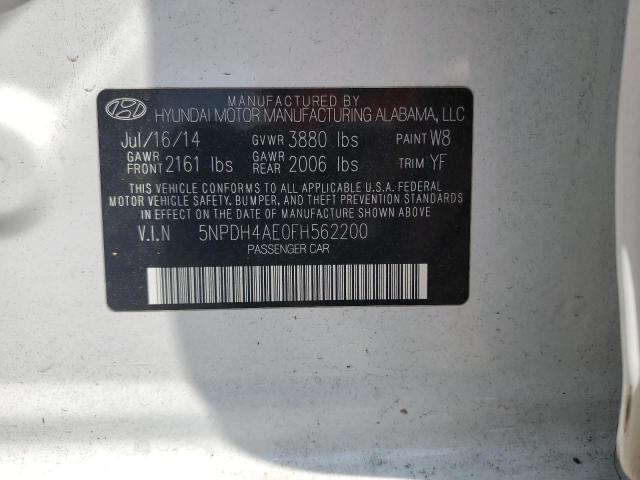 MANUFACTURED BY
HYUNDAI MOTOR MANUFACTURING ALABAMA, LLC
Jul/16/14 GVWR 3880 lbs PAINT W8
GAWR FRONT 2161 lbs GAWR REAR 2006 lbs TRIM YF
THIS VEHICLE CONFORMS TO ALL APPLICABLE U.S.A. FEDERAL
MOTOR VEHICLE SAFETY, BUMPER, AND THEFT PREVENTION STANDARDS
IN EFFECT ON THE DATE OF MANUFACTURE SHOWN ABOVE.
V.I.N 5NPDH4AE0FH562200
PASSENGER CAR